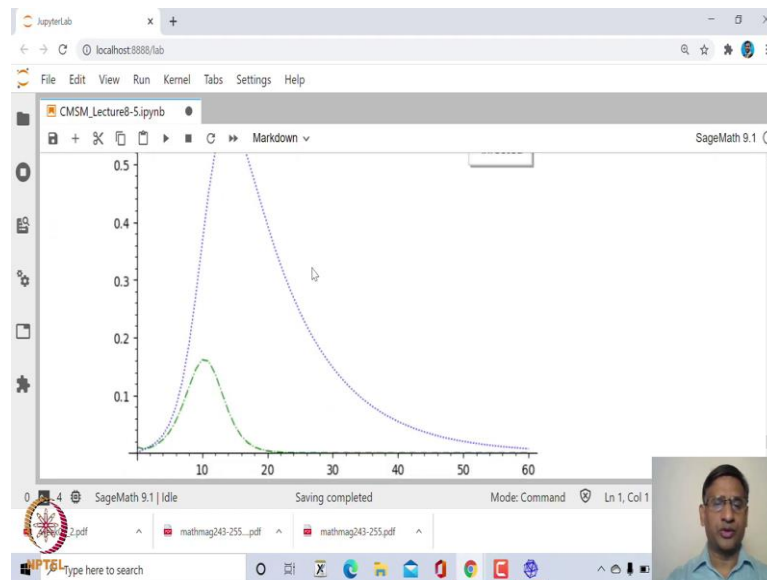 JupyterLab
localhost:8888/lab
File Edit View Run Kernel Tabs Settings Help
CMSM_Lecture8-5.ipynb
Markdown
SageMath 9.1
0.5
0.4
0.3
0.2
0.1
10 20 30 40 50 60
0 4 SageMath 9.1 | Idle Saving completed Mode: Command Ln 1, Col 1
2.pdf mathmag243-255....pdf mathmag243-255.pdf
NPTEL Type here to search